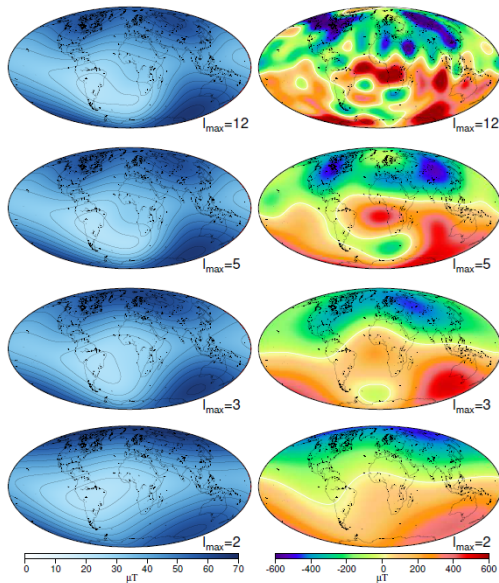 lmax=12 lmax=12
lmax=5 lmax=5
lmax=3 lmax=3
lmax=2 lmax=2
0 10 20 30 40 50 60 70 -600 -400 -200 0 200 400 600
μT μT